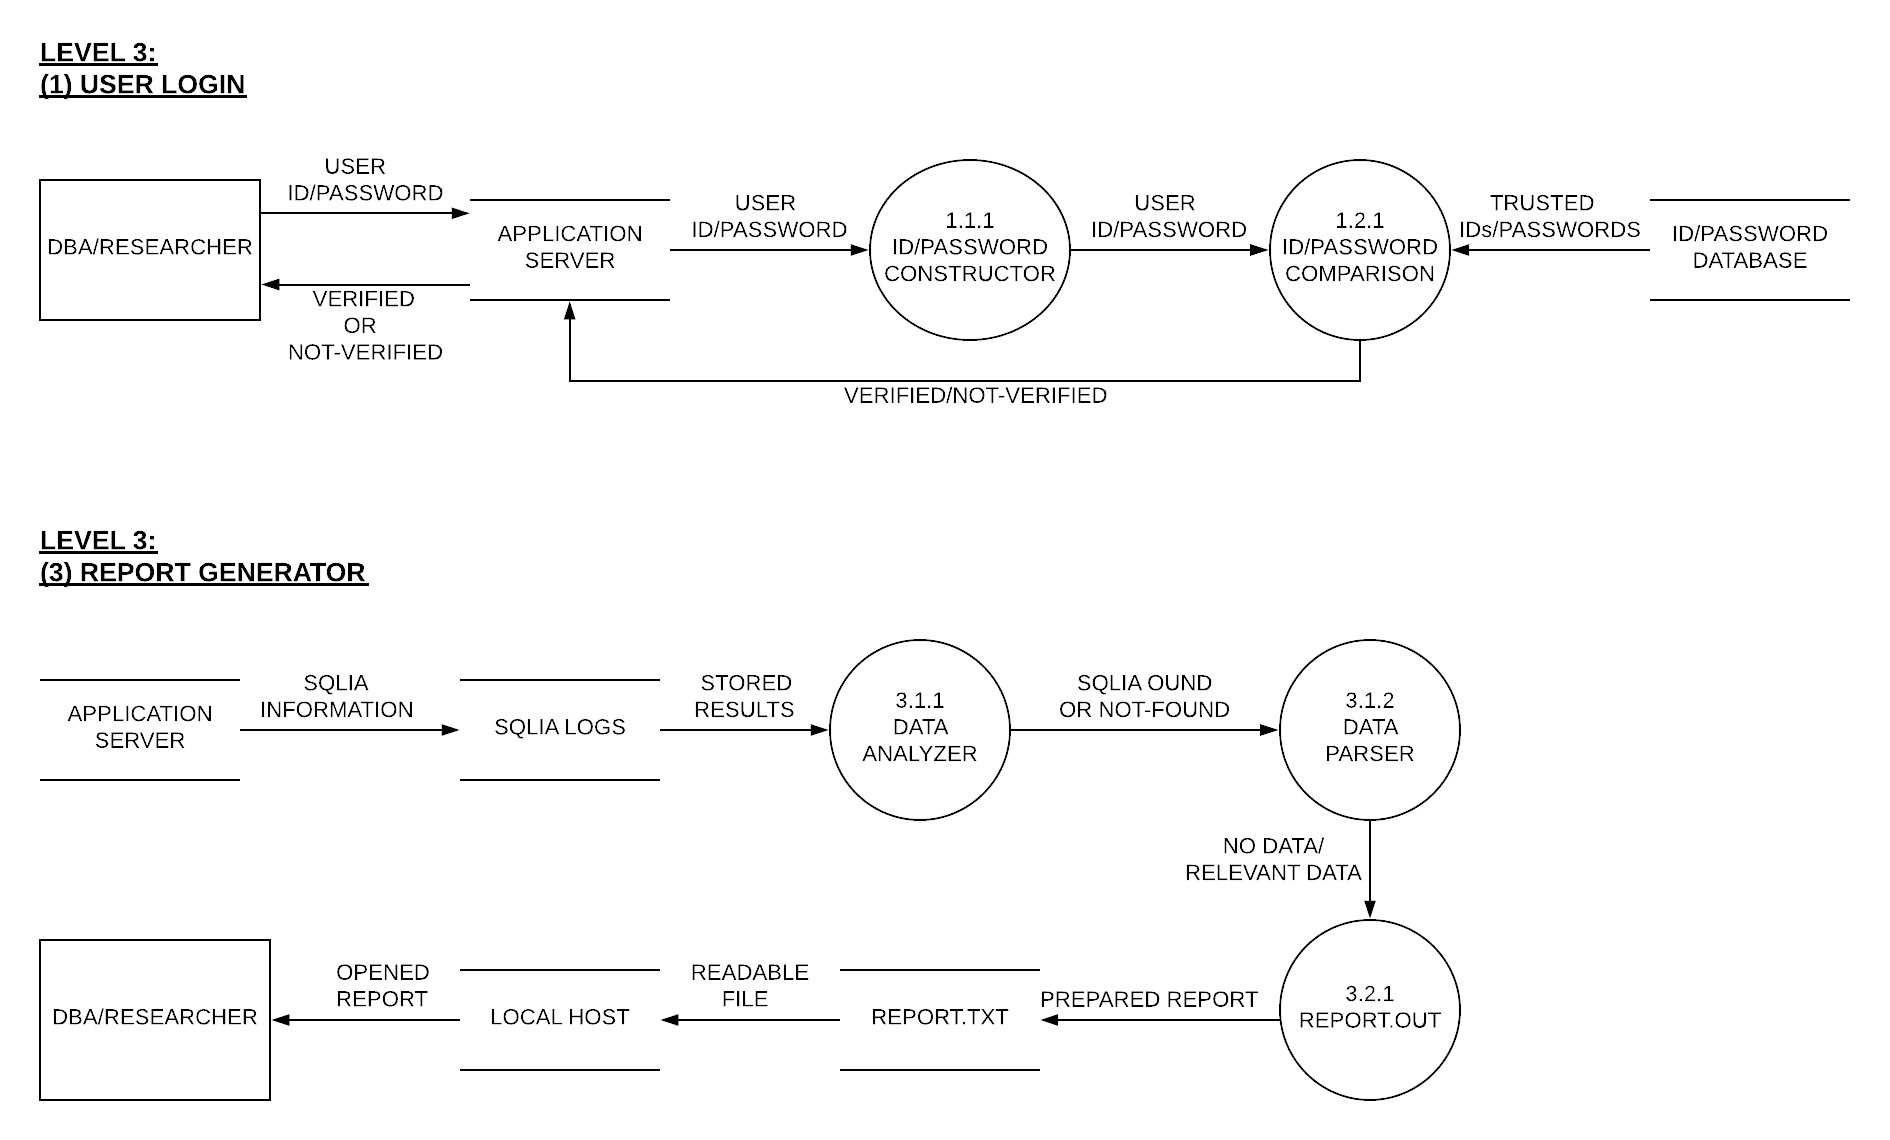 LEVEL 3:
(1) USER LOGIN
USER
ID/PASSWORD
DBA/RESEARCHER
VERIFIED
OR
NOT-VERIFIED
APPLICATION
SERVER
USER
ID/PASSWORD
1.1.1
ID/PASSWORD
CONSTRUCTOR
USER
ID/PASSWORD
1.2.1
ID/PASSWORD
COMPARISON
TRUSTED
IDs/PASSWORDS
ID/PASSWORD
DATABASE
VERIFIED/NOT-VERIFIED
LEVEL 3:
(3) REPORT GENERATOR
APPLICATION
SERVER
SQLIA
INFORMATION
SQLIA LOGS
STORED
RESULTS
3.1.1
DATA
ANALYZER
SQLIA OUND
OR NOT-FOUND
3.1.2
DATA
PARSER
NO DATA/
RELEVANT DATA
3.2.1
REPORT.OUT
PREPARED REPORT
REPORT.TXT
READABLE
FILE
LOCAL HOST
OPENED
REPORT
DBA/RESEARCHER